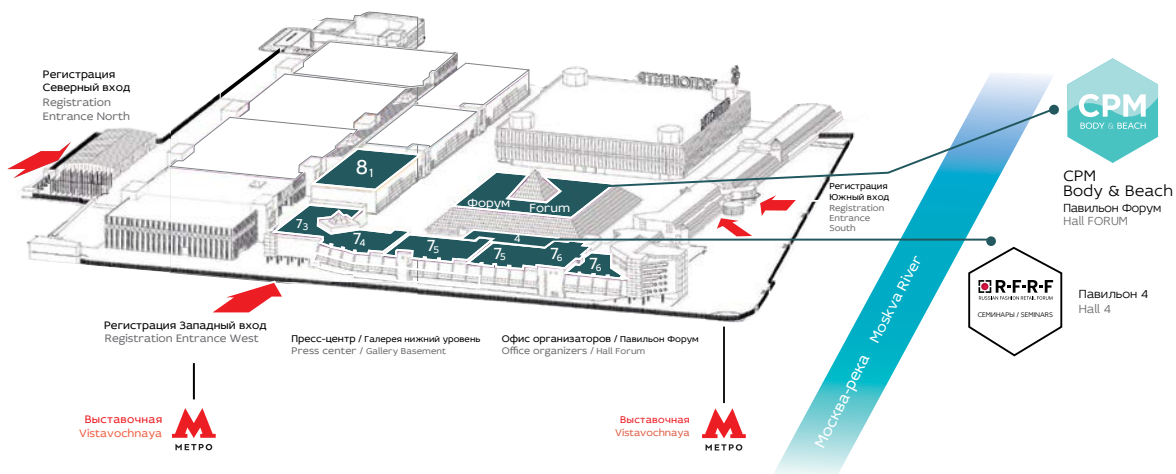 Регистрация
Северный вход
Registration
Entrance North
8₁
Форум
Forum
7₃
7₄
7₅
4
7₅
7₆
7₆
Регистрация
Южный вход
Registration
Entrance
South
CPM
BODY & BEACH
CPM
Body & Beach
Павильон Форум
Hall FORUM
R-F-R-F
RUSSIAN FASHION RETAIL FORUM
СЕМИНАРЫ / SEMINARS
Павильон 4
Hall 4
Москва-река Moskva River
Регистрация Западный вход
Registration Entrance West
Пресс-центр / Галерея нижний уровень
Press center / Gallery Basement
Офис организаторов / Павильон Форум
Office organizers / Hall Forum
Выставочная
Vistavochnaya
МЕТРО
Выставочная
Vistavochnaya
МЕТРО